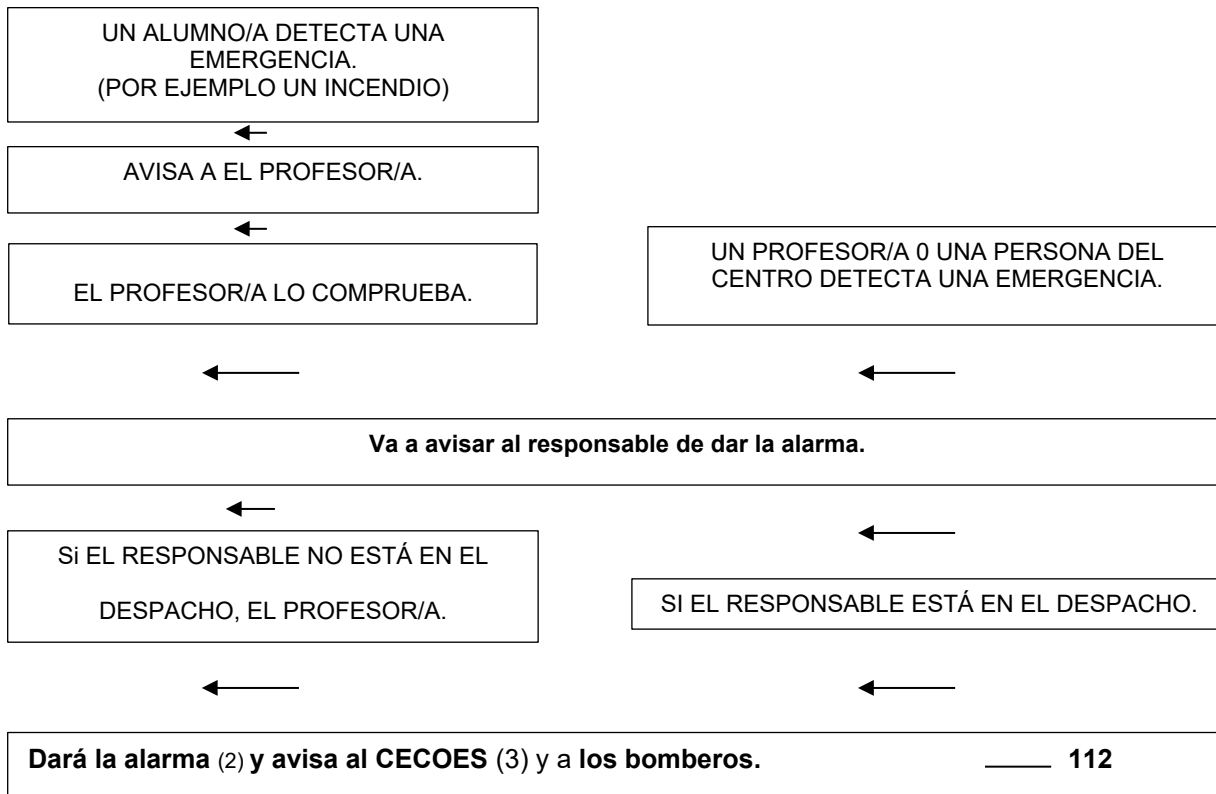 UN ALUMNO/A DETECTA UNA
EMERGENCIA.
(POR EJEMPLO UN INCENDIO)
AVISA A EL PROFESOR/A.
EL PROFESOR/A LO COMPRUEBA.
UN PROFESOR/A 0 UNA PERSONA DEL
CENTRO DETECTA UNA EMERGENCIA.
Va a avisar al responsable de dar la alarma.
Si EL RESPONSABLE NO ESTÁ EN EL
DESPACHO, EL PROFESOR/A.
SI EL RESPONSABLE ESTÁ EN EL DESPACHO.
Dará la alarma (2) y avisa al CECOES (3) y a los bomberos. ____ 112